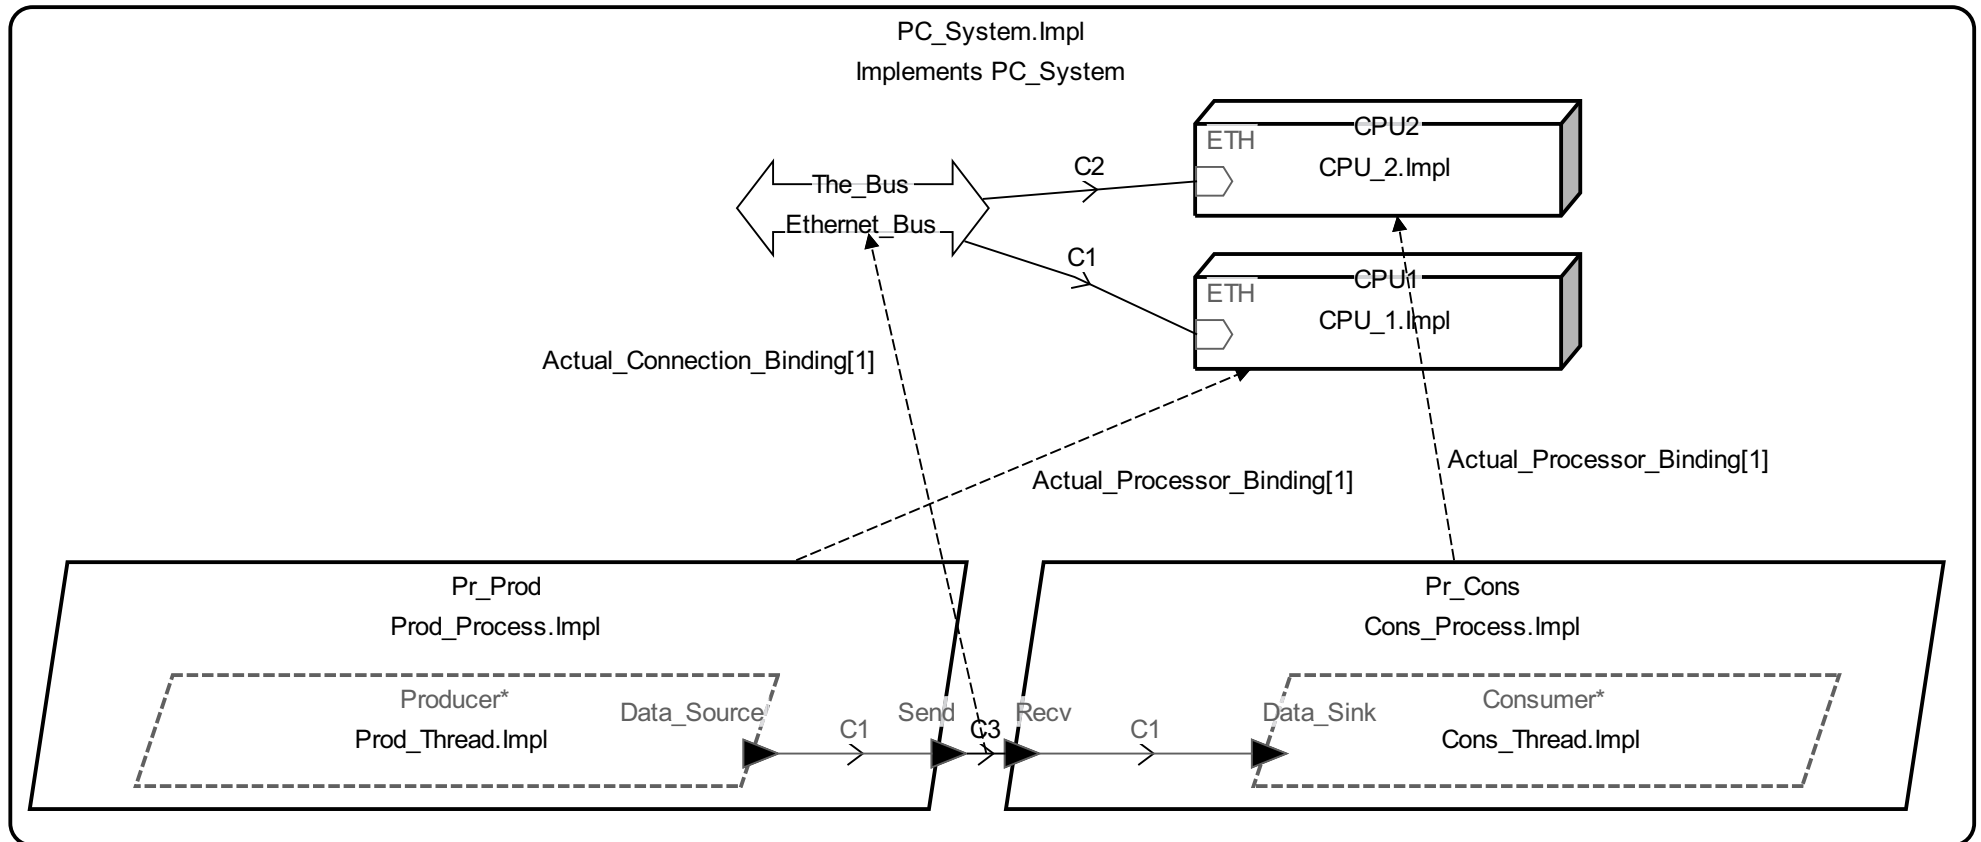 PC_System.Impl
Implements PC_System
CPU2
ETH
CPU_2.Impl
C2
The_Bus
Ethernet_Bus
C1
CPU1
ETH
CPU_1.Impl
Actual_Connection_Binding[1]
Actual_Processor_Binding[1]
Actual_Processor_Binding[1]
Pr_Prod
Prod_Process.Impl
Producer*
Prod_Thread.Impl
Data_Source
C1
Send
C3
Recv
Pr_Cons
Cons_Process.Impl
C1
Data_Sink
Consumer*
Cons_Thread.Impl